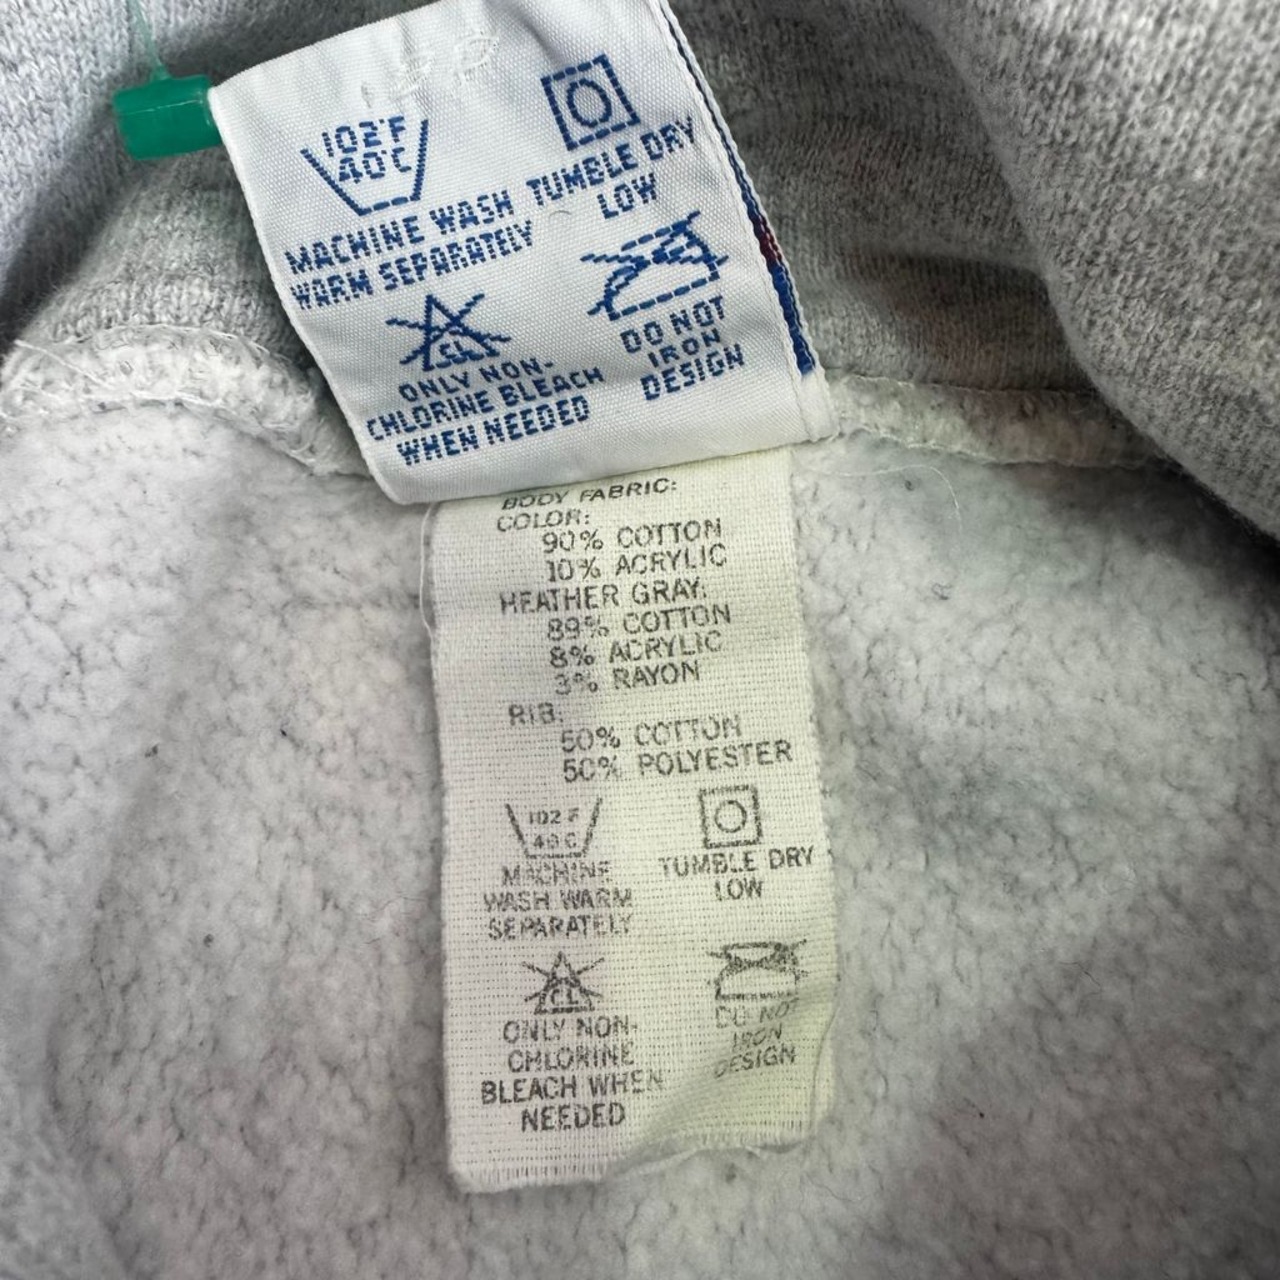 102°F
40°C
MACHINE WASH
WARM SEPARATELY
TUMBLE DRY
LOW
CL
ONLY NON-
CHLORINE BLEACH
WHEN NEEDED
DO NOT
IRON
DESIGN
BODY FABRIC:
COLOR:
90% COTTON
10% ACRYLIC
HEATHER GRAY:
89% COTTON
8% ACRYLIC
3% RAYON
RIB:
50% COTTON
50% POLYESTER
102 F
40 C
MACHINE
WASH WARM
SEPARATELY
TUMBLE DRY
LOW
CL
ONLY NON-
CHLORINE
BLEACH WHEN
NEEDED
DO NOT
IRON
DESIGN